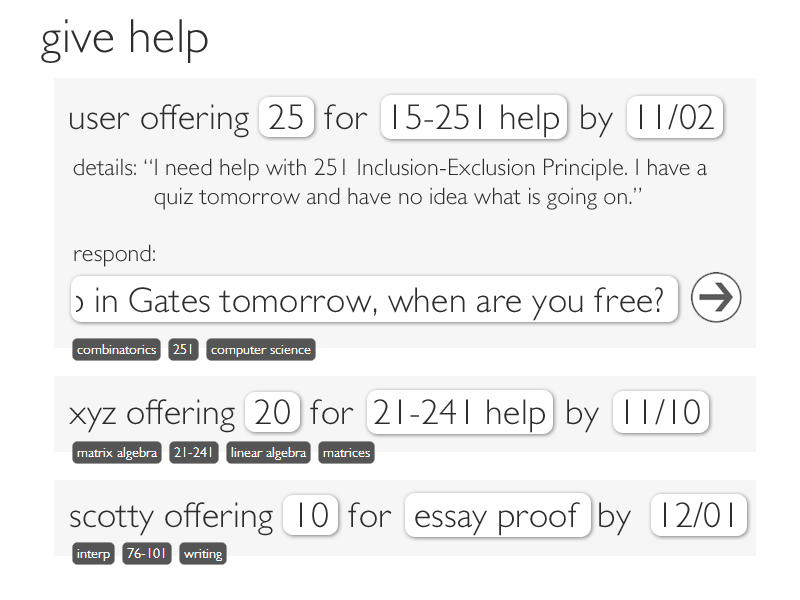 give help
user offering 25 for 15-251 help by 11/02
details: “I need help with 251 Inclusion-Exclusion Principle. I have a
quiz tomorrow and have no idea what is going on.”
respond:
in Gates tomorrow, when are you free?
combinatorics 251 computer science
xyz offering 20 for 21-241 help by 11/10
matrix algebra 21-241 linear algebra matrices
scotty offering 10 for essay proof by 12/01
interp 76-101 writing